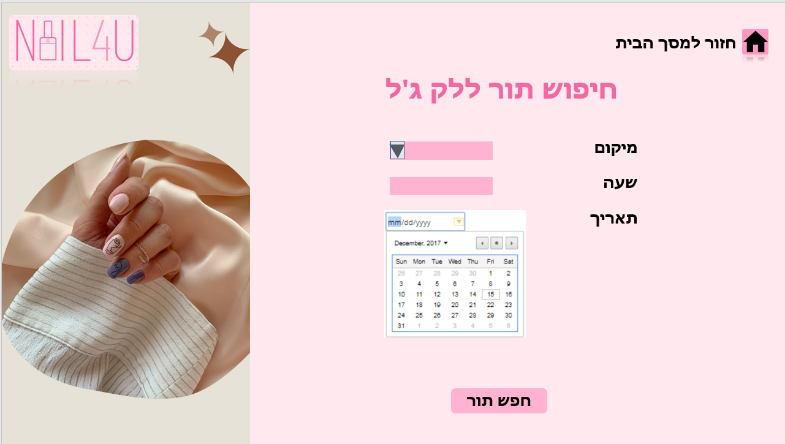 NAIL4U
חזור למסך הבית
חיפוש תור ללק ג'ל
מיקום
שעה
תאריך
mm/dd/yyyy
December, 2017
Sun Mon Tue Wed Thu Fri Sat
26 27 28 29 30 1 2
3 4 5 6 7 8 9
10 11 12 13 14 15 16
17 18 19 20 21 22 23
24 25 26 27 28 29 30
31 1 2 3 4 5 6
חפש תור